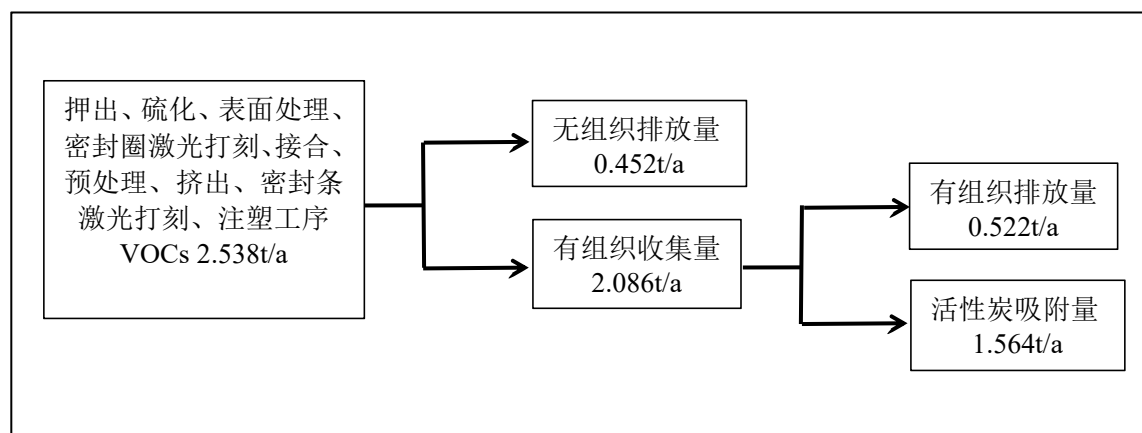 押出、硫化、表面处理、
密封圈激光打刻、接合、
预处理、挤出、密封条
激光打刻、注塑工序
VOCs 2.538t/a
无组织排放量
0.452t/a
有组织收集量
2.086t/a
有组织排放量
0.522t/a
活性炭吸附量
1.564t/a